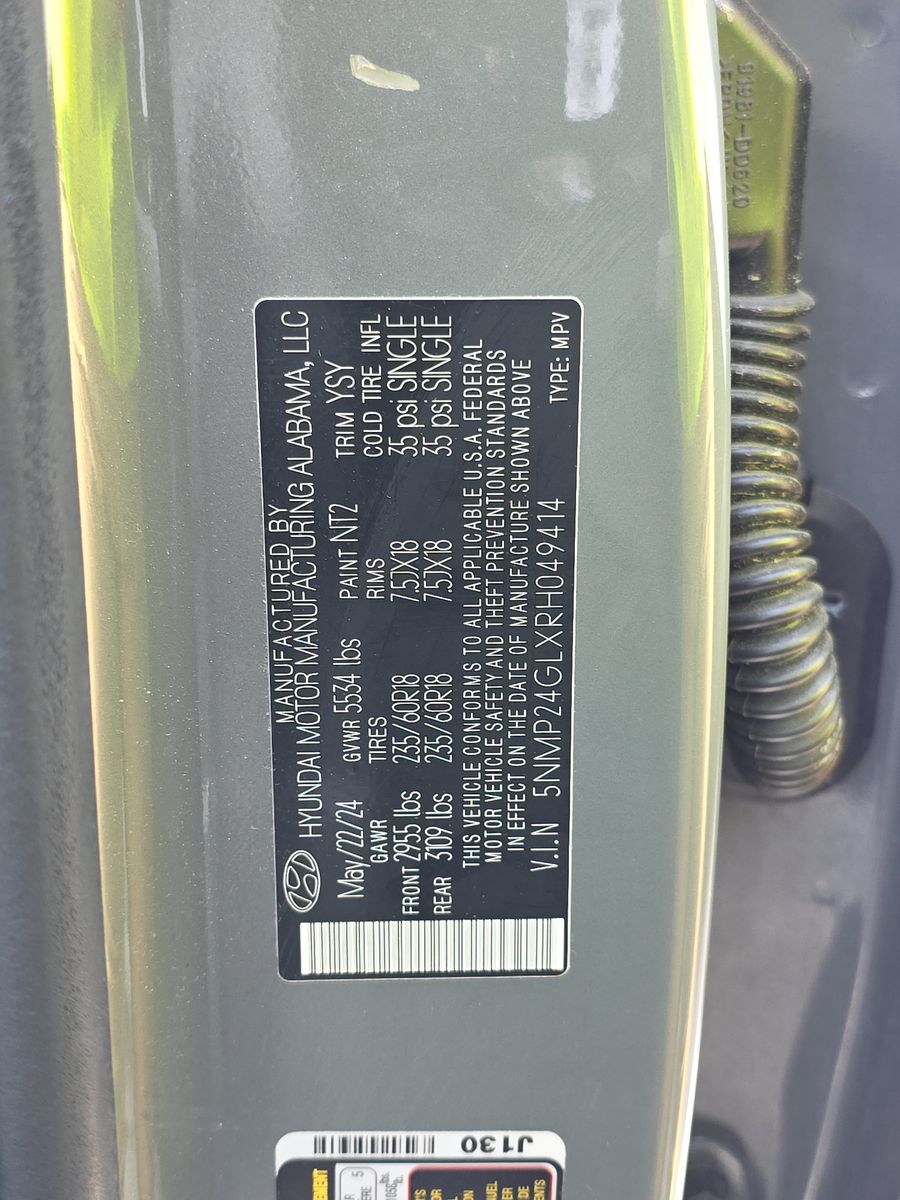 MANUFACTURED BY
HYUNDAI MOTOR MANUFACTURING ALABAMA, LLC
May/22/24 GVWR 5534 lbs PAINT NT2 TRIM YSY
GAWR TIRES RIMS COLD TIRE INFL
FRONT 2955 lbs 235/60R18 7.5JX18 35 psi SINGLE
REAR 3109 lbs 235/60R18 7.5JX18 35 psi SINGLE
THIS VEHICLE CONFORMS TO ALL APPLICABLE U.S.A. FEDERAL
MOTOR VEHICLE SAFETY AND THEFT PREVENTION STANDARDS
IN EFFECT ON THE DATE OF MANUFACTURE SHOWN ABOVE
V.I.N 5NMP24GLXRH049414 TYPE: MPV
91981-D0620
J130